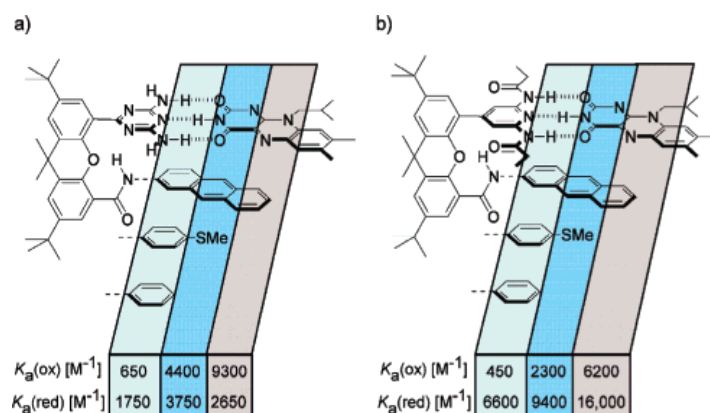 a)
H
N H O N N
N N H N
N H O N
H
O
H
N
O
SMe
Kₐ(ox) [M⁻¹] 650 4400 9300
Kₐ(red) [M⁻¹] 1750 3750 2650
b)
O
N H O N N
N N H N
N H O N
O
O
H
N
O
SMe
Kₐ(ox) [M⁻¹] 450 2300 6200
Kₐ(red) [M⁻¹] 6600 9400 16,000